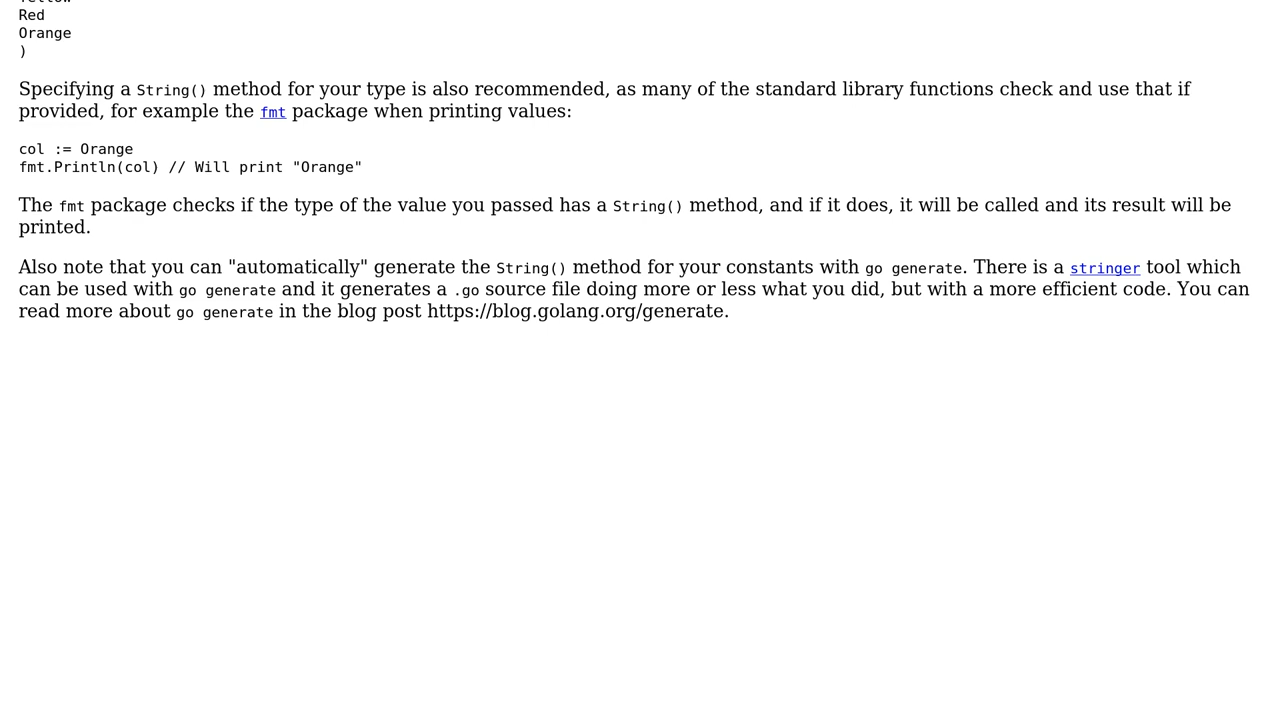 Red
Orange
)
Specifying a String() method for your type is also recommended, as many of the standard library functions check and use that if
provided, for example the fmt package when printing values:
col := Orange
fmt.Println(col) // Will print "Orange"
The fmt package checks if the type of the value you passed has a String() method, and if it does, it will be called and its result will be
printed.
Also note that you can "automatically" generate the String() method for your constants with go generate. There is a stringer tool which
can be used with go generate and it generates a .go source file doing more or less what you did, but with a more efficient code. You can
read more about go generate in the blog post https://blog.golang.org/generate.